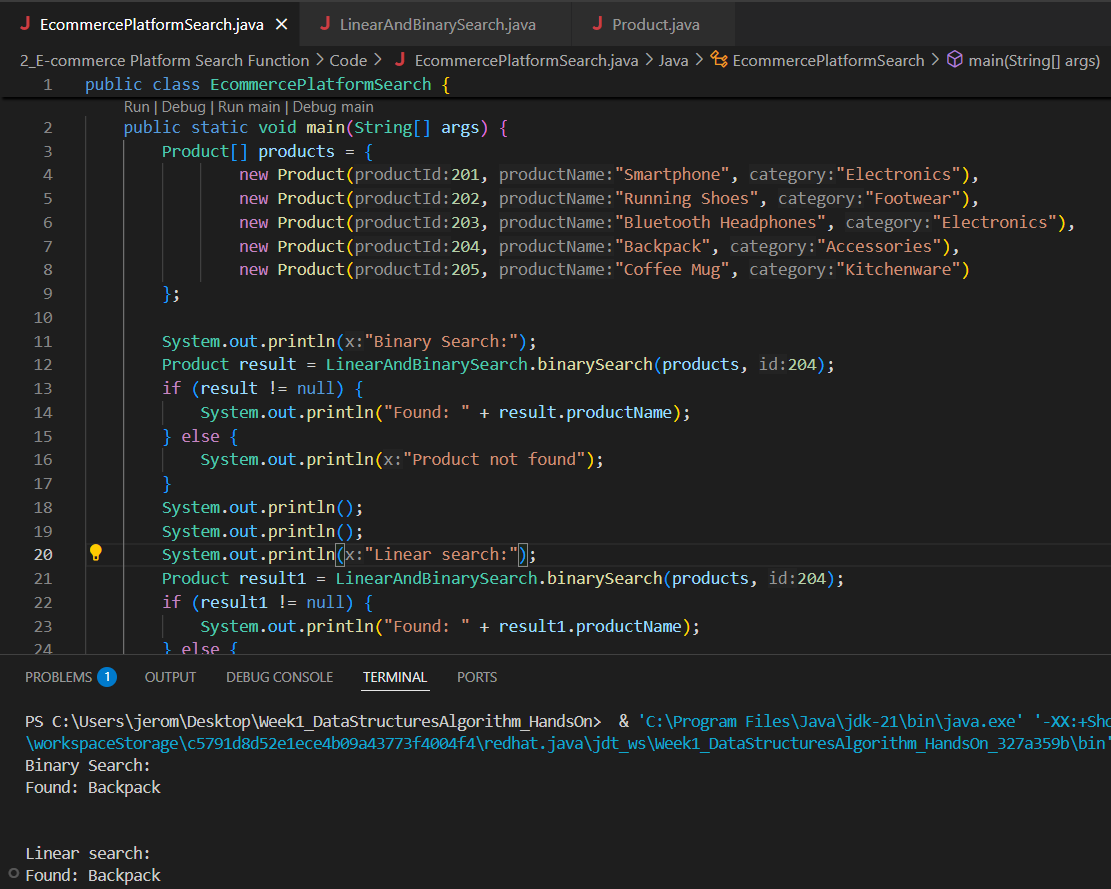 EcommercePlatformSearch.java
LinearAndBinarySearch.java
Product.java
2_E-commerce Platform Search Function > Code > EcommercePlatformSearch.java > Java > EcommercePlatformSearch > main(String[] args)
1 public class EcommercePlatformSearch {
Run | Debug | Run main | Debug main
2 public static void main(String[] args) {
3 Product[] products = {
4 new Product(productId:201, productName:"Smartphone", category:"Electronics"),
5 new Product(productId:202, productName:"Running Shoes", category:"Footwear"),
6 new Product(productId:203, productName:"Bluetooth Headphones", category:"Electronics"),
7 new Product(productId:204, productName:"Backpack", category:"Accessories"),
8 new Product(productId:205, productName:"Coffee Mug", category:"Kitchenware")
9 };
10
11 System.out.println(x:"Binary Search:");
12 Product result = LinearAndBinarySearch.binarySearch(products, id:204);
13 if (result != null) {
14 System.out.println("Found: " + result.productName);
15 } else {
16 System.out.println(x:"Product not found");
17 }
18 System.out.println();
19 System.out.println();
20 System.out.println(x:"Linear search:");
21 Product result1 = LinearAndBinarySearch.binarySearch(products, id:204);
22 if (result1 != null) {
23 System.out.println("Found: " + result1.productName);
24 } else {
PROBLEMS 1 OUTPUT DEBUG CONSOLE TERMINAL PORTS
PS C:\Users\jerom\Desktop\Week1_DataStructuresAlgorithm_HandsOn> & 'C:\Program Files\Java\jdk-21\bin\java.exe' '-XX:+Sho
\workspaceStorage\c5791d8d52e1ece4b09a43773f4004f4\redhat.java\jdt_ws\Week1_DataStructuresAlgorithm_HandsOn_327a359b\bin'
Binary Search:
Found: Backpack
Linear search:
Found: Backpack